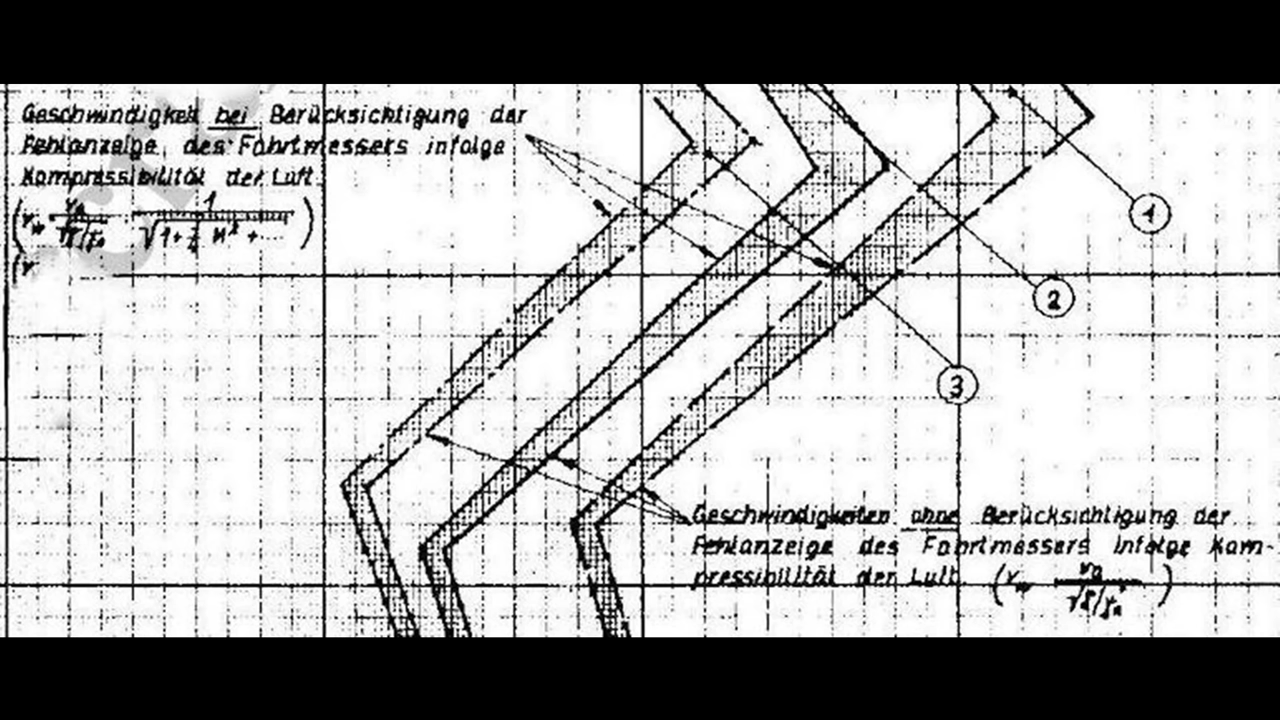 Geschwindigkeit bei Berücksichtigung der
Fehlanzeige des Fahrtmessers infolge
Kompressibilität der Luft
1
2
3
Geschwindigkeiten ohne Berücksichtigung der
Fehlanzeige des Fahrtmessers infolge Kom-
pressibilität der Luft